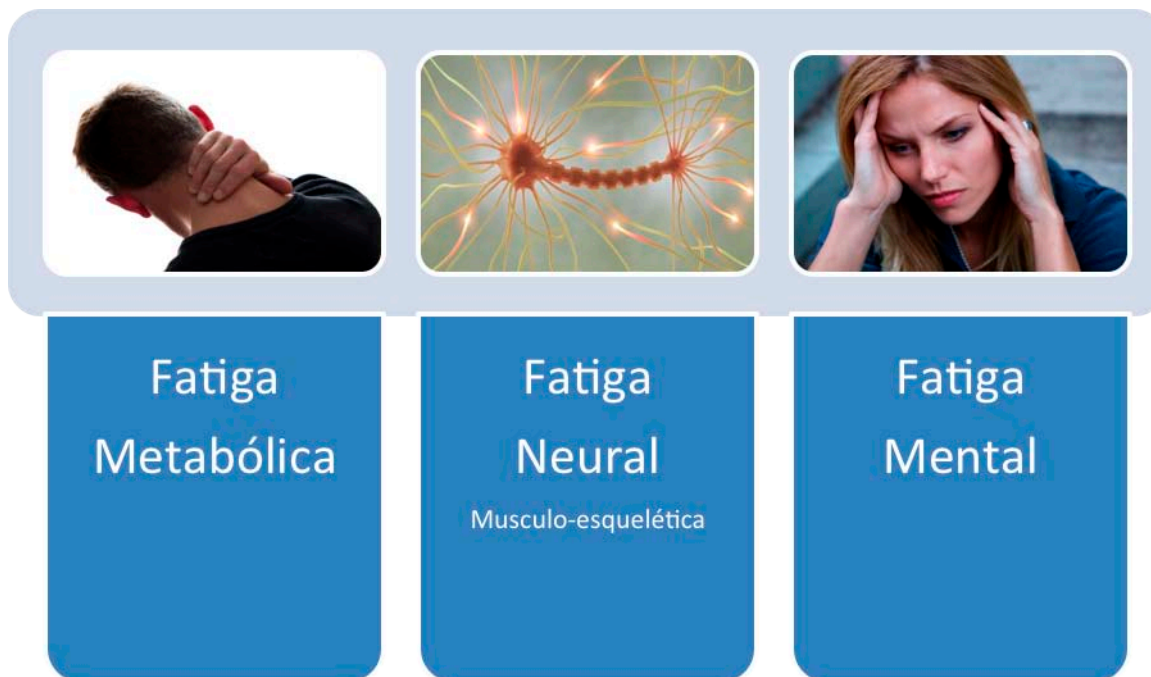 Fatiga
Metabólica
Fatiga
Neural
Musculo-esquelética
Fatiga
Mental